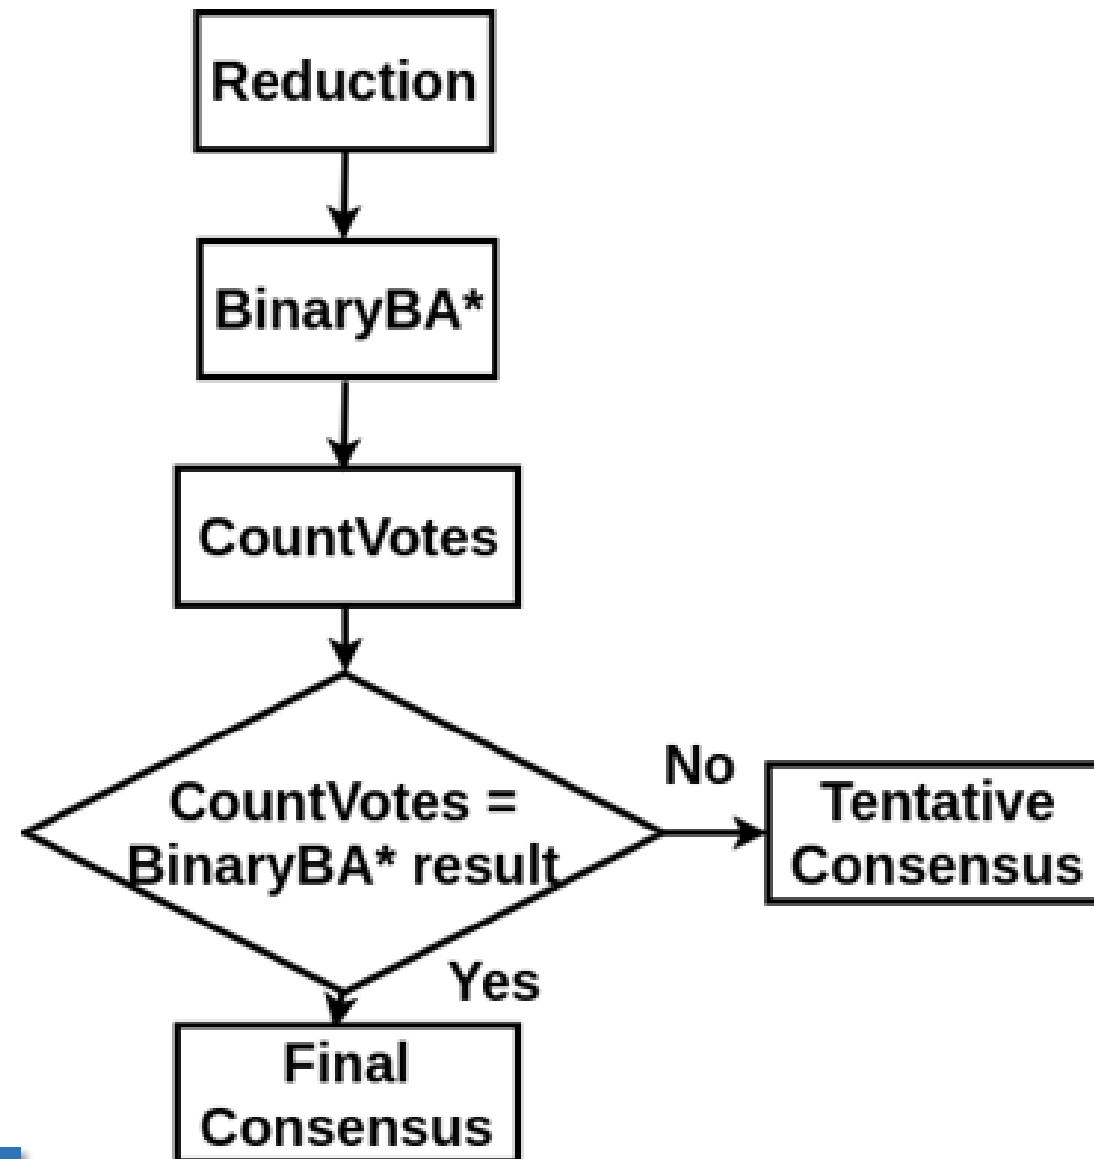 Reduction
BinaryBA*
CountVotes
CountVotes =
BinaryBA* result
No
Tentative
Consensus
Yes
Final
Consensus